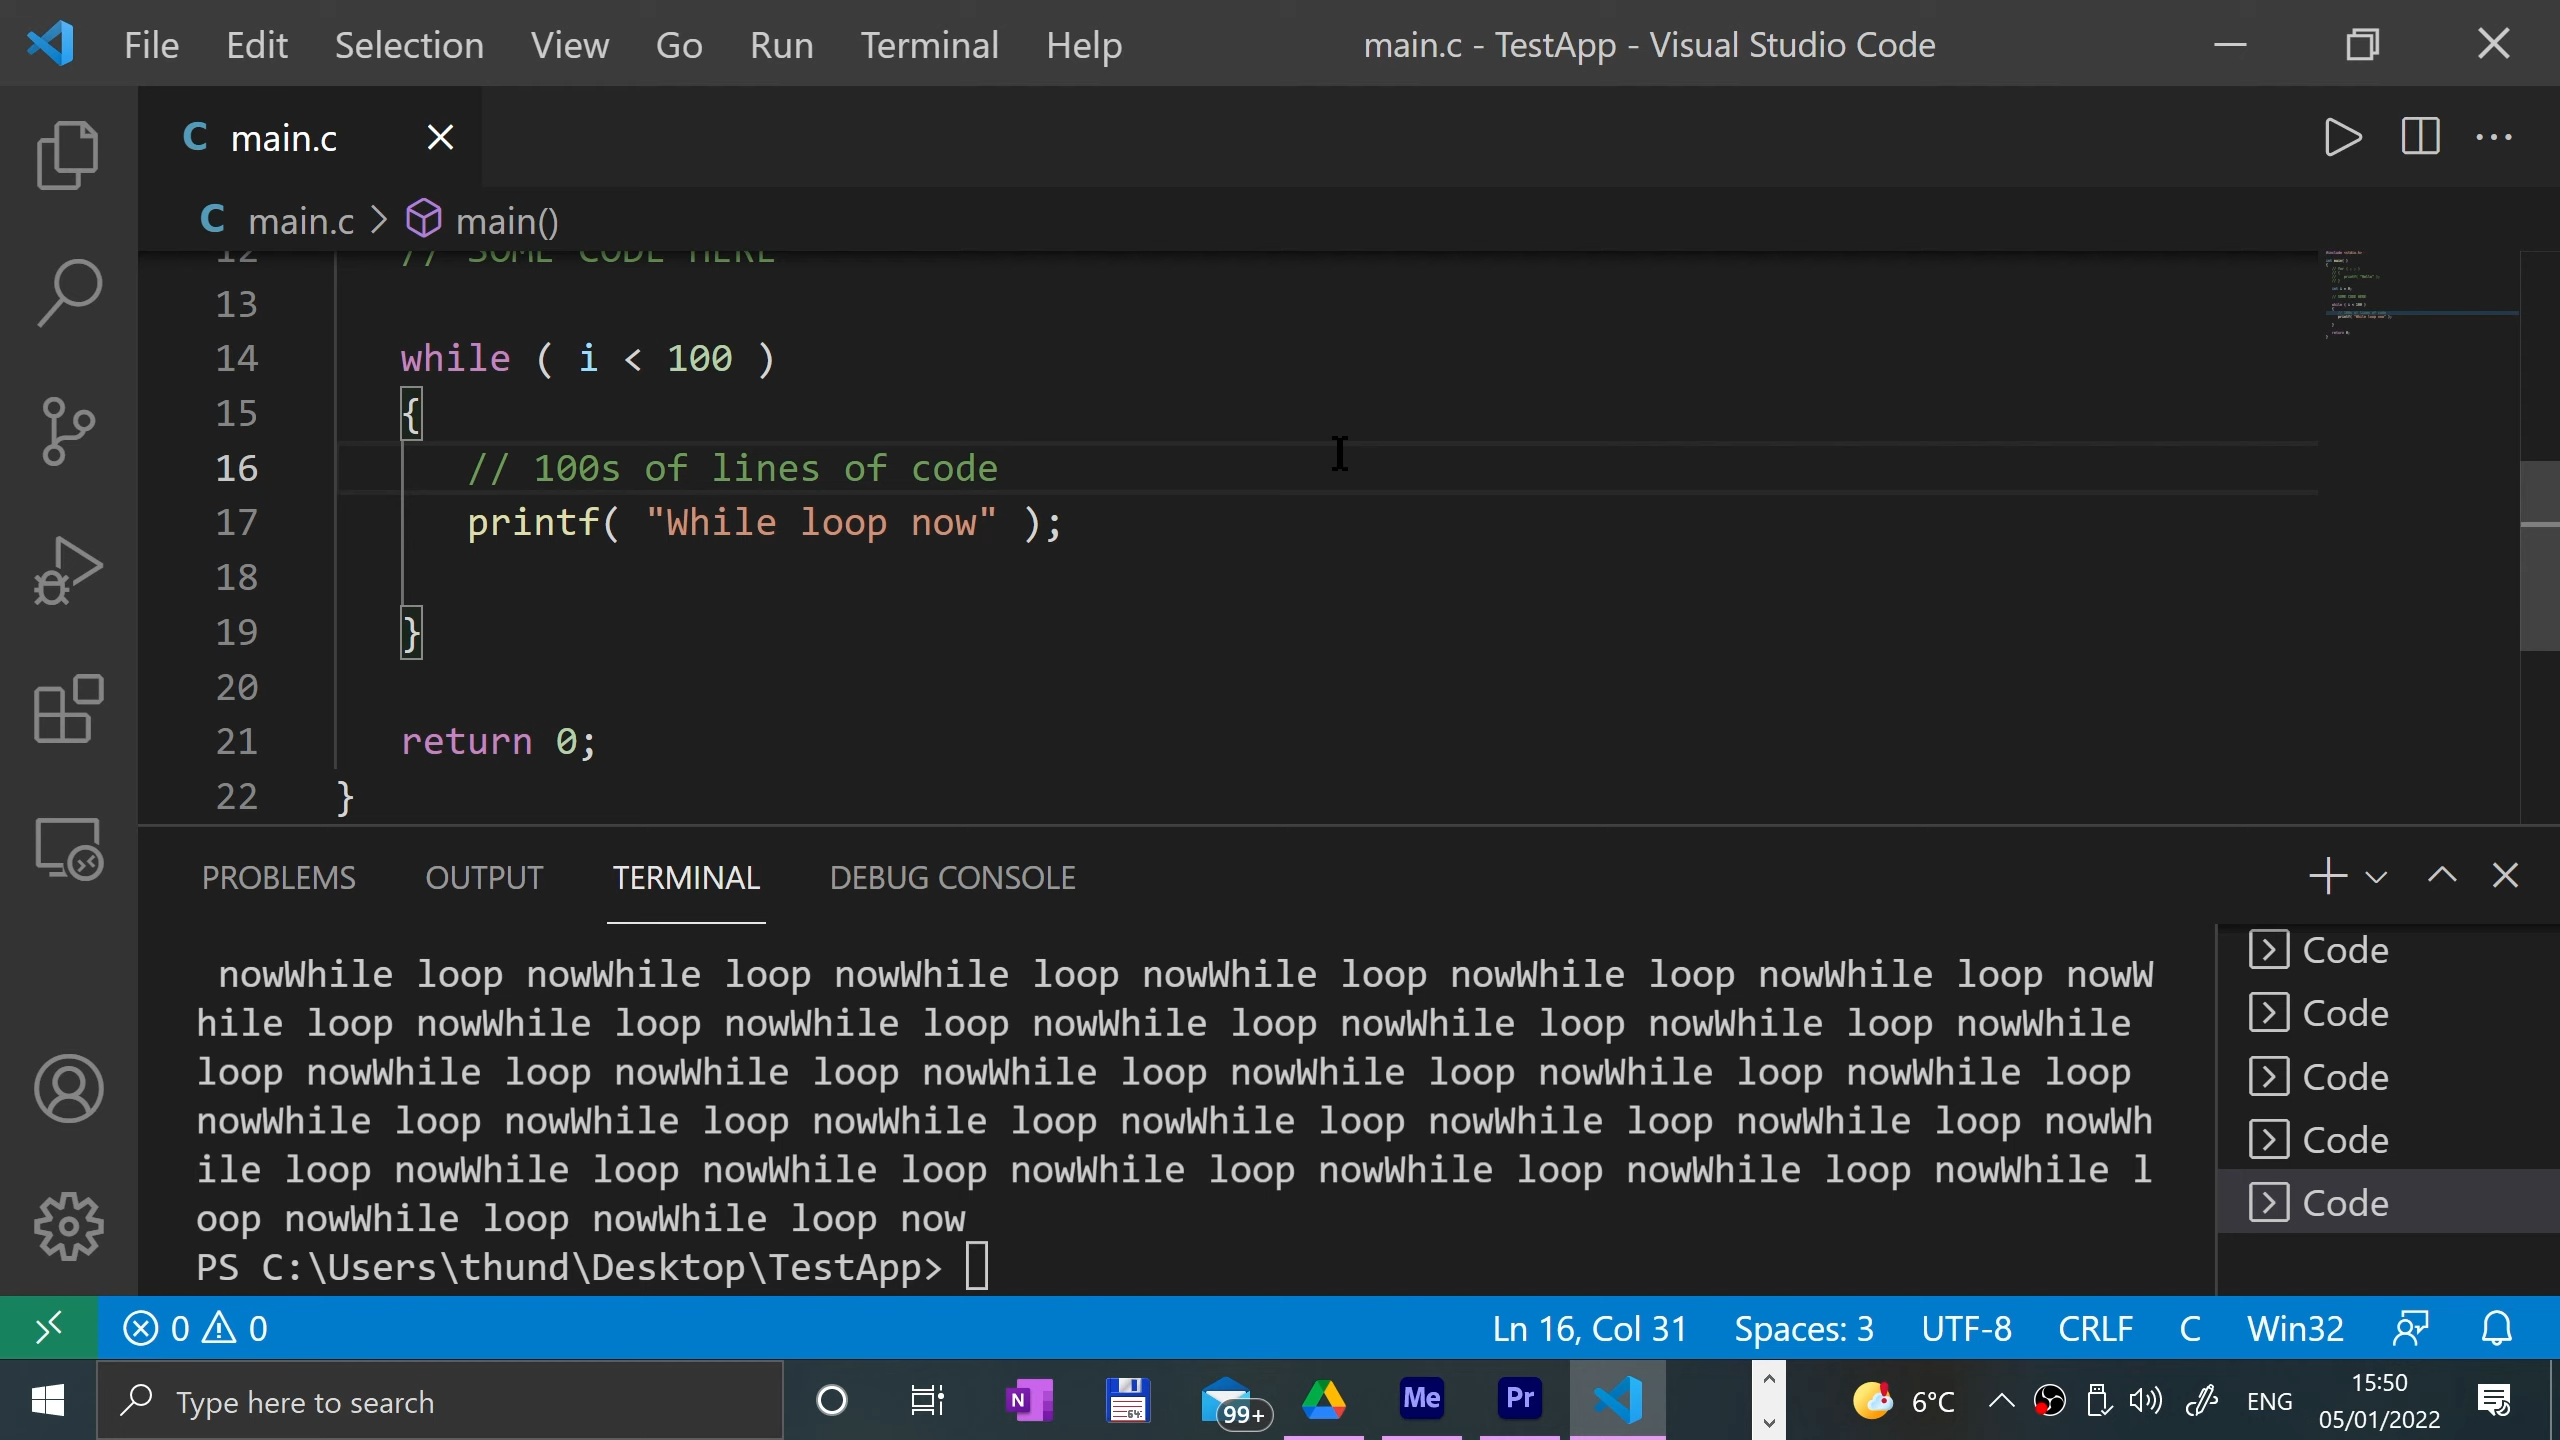 File Edit Selection View Go Run Terminal Help main.c - TestApp - Visual Studio Code
C main.c
C main.c > main()
12 // SOME CODE HERE
13
14 while ( i < 100 )
15 {
16 // 100s of lines of code
17 printf( "While loop now" );
18
19 }
20
21 return 0;
22 }
PROBLEMS OUTPUT TERMINAL DEBUG CONSOLE
nowWhile loop nowWhile loop nowWhile loop nowWhile loop nowWhile loop nowWhile loop nowW
hile loop nowWhile loop nowWhile loop nowWhile loop nowWhile loop nowWhile loop nowWhile
loop nowWhile loop nowWhile loop nowWhile loop nowWhile loop nowWhile loop nowWhile loop
nowWhile loop nowWhile loop nowWhile loop nowWhile loop nowWhile loop nowWhile loop nowWh
ile loop nowWhile loop nowWhile loop nowWhile loop nowWhile loop nowWhile loop nowWhile l
oop nowWhile loop nowWhile loop now
PS C:\Users\thund\Desktop\TestApp>
Code
Code
Code
Code
Code
0 0 Ln 16, Col 31 Spaces: 3 UTF-8 CRLF C Win32
Type here to search N 64 99+ Me Pr 6°C ENG 15:50
05/01/2022